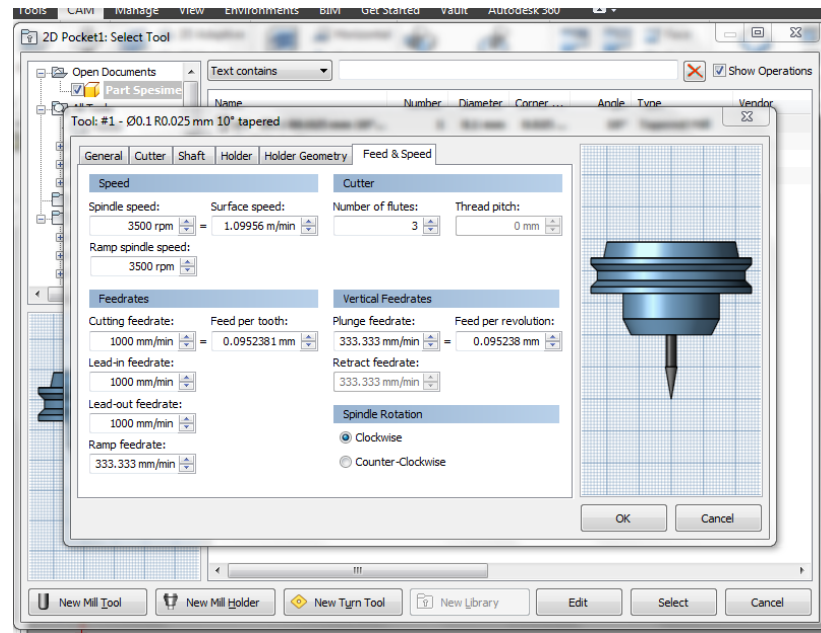 Tools CAM Manage View Environments BIM Get Started Vault Autodesk 360
2D Pocket1: Select Tool
Open Documents
Part Spesime
Text contains
Show Operations
Name Number Diameter Corner ... Angle Type Vendor
Tool: #1 - Ø0.1 R0.025 mm 10° tapered
General Cutter Shaft Holder Holder Geometry Feed & Speed
Speed
Spindle speed: Surface speed:
3500 rpm = 1.09956 m/min
Ramp spindle speed:
3500 rpm
Cutter
Number of flutes: Thread pitch:
3 0 mm
Feedrates
Cutting feedrate: Feed per tooth:
1000 mm/min = 0.0952381 mm
Lead-in feedrate:
1000 mm/min
Lead-out feedrate:
1000 mm/min
Ramp feedrate:
333.333 mm/min
Vertical Feedrates
Plunge feedrate: Feed per revolution:
333.333 mm/min = 0.095238 mm
Retract feedrate:
333.333 mm/min
Spindle Rotation
Clockwise
Counter-Clockwise
OK Cancel
New Mill Tool New Mill Holder New Turn Tool New Library Edit Select Cancel